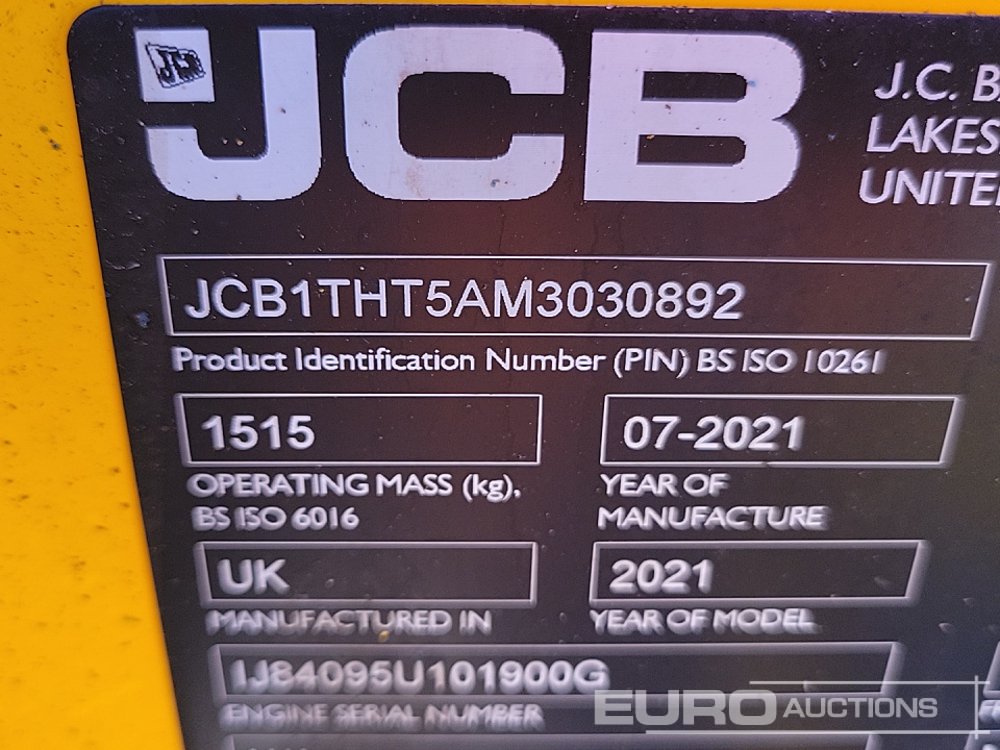 JCB
JCB
J.C. B
LAKES
UNITE
JCB1THT5AM3030892
Product Identification Number (PIN) BS ISO 10261
1515
07-2021
OPERATING MASS (kg),
BS ISO 6016
YEAR OF
MANUFACTURE
UK
2021
MANUFACTURED IN
YEAR OF MODEL
IJ84095U101900G
ENGINE SERIAL NUMBER
EURO AUCTIONS